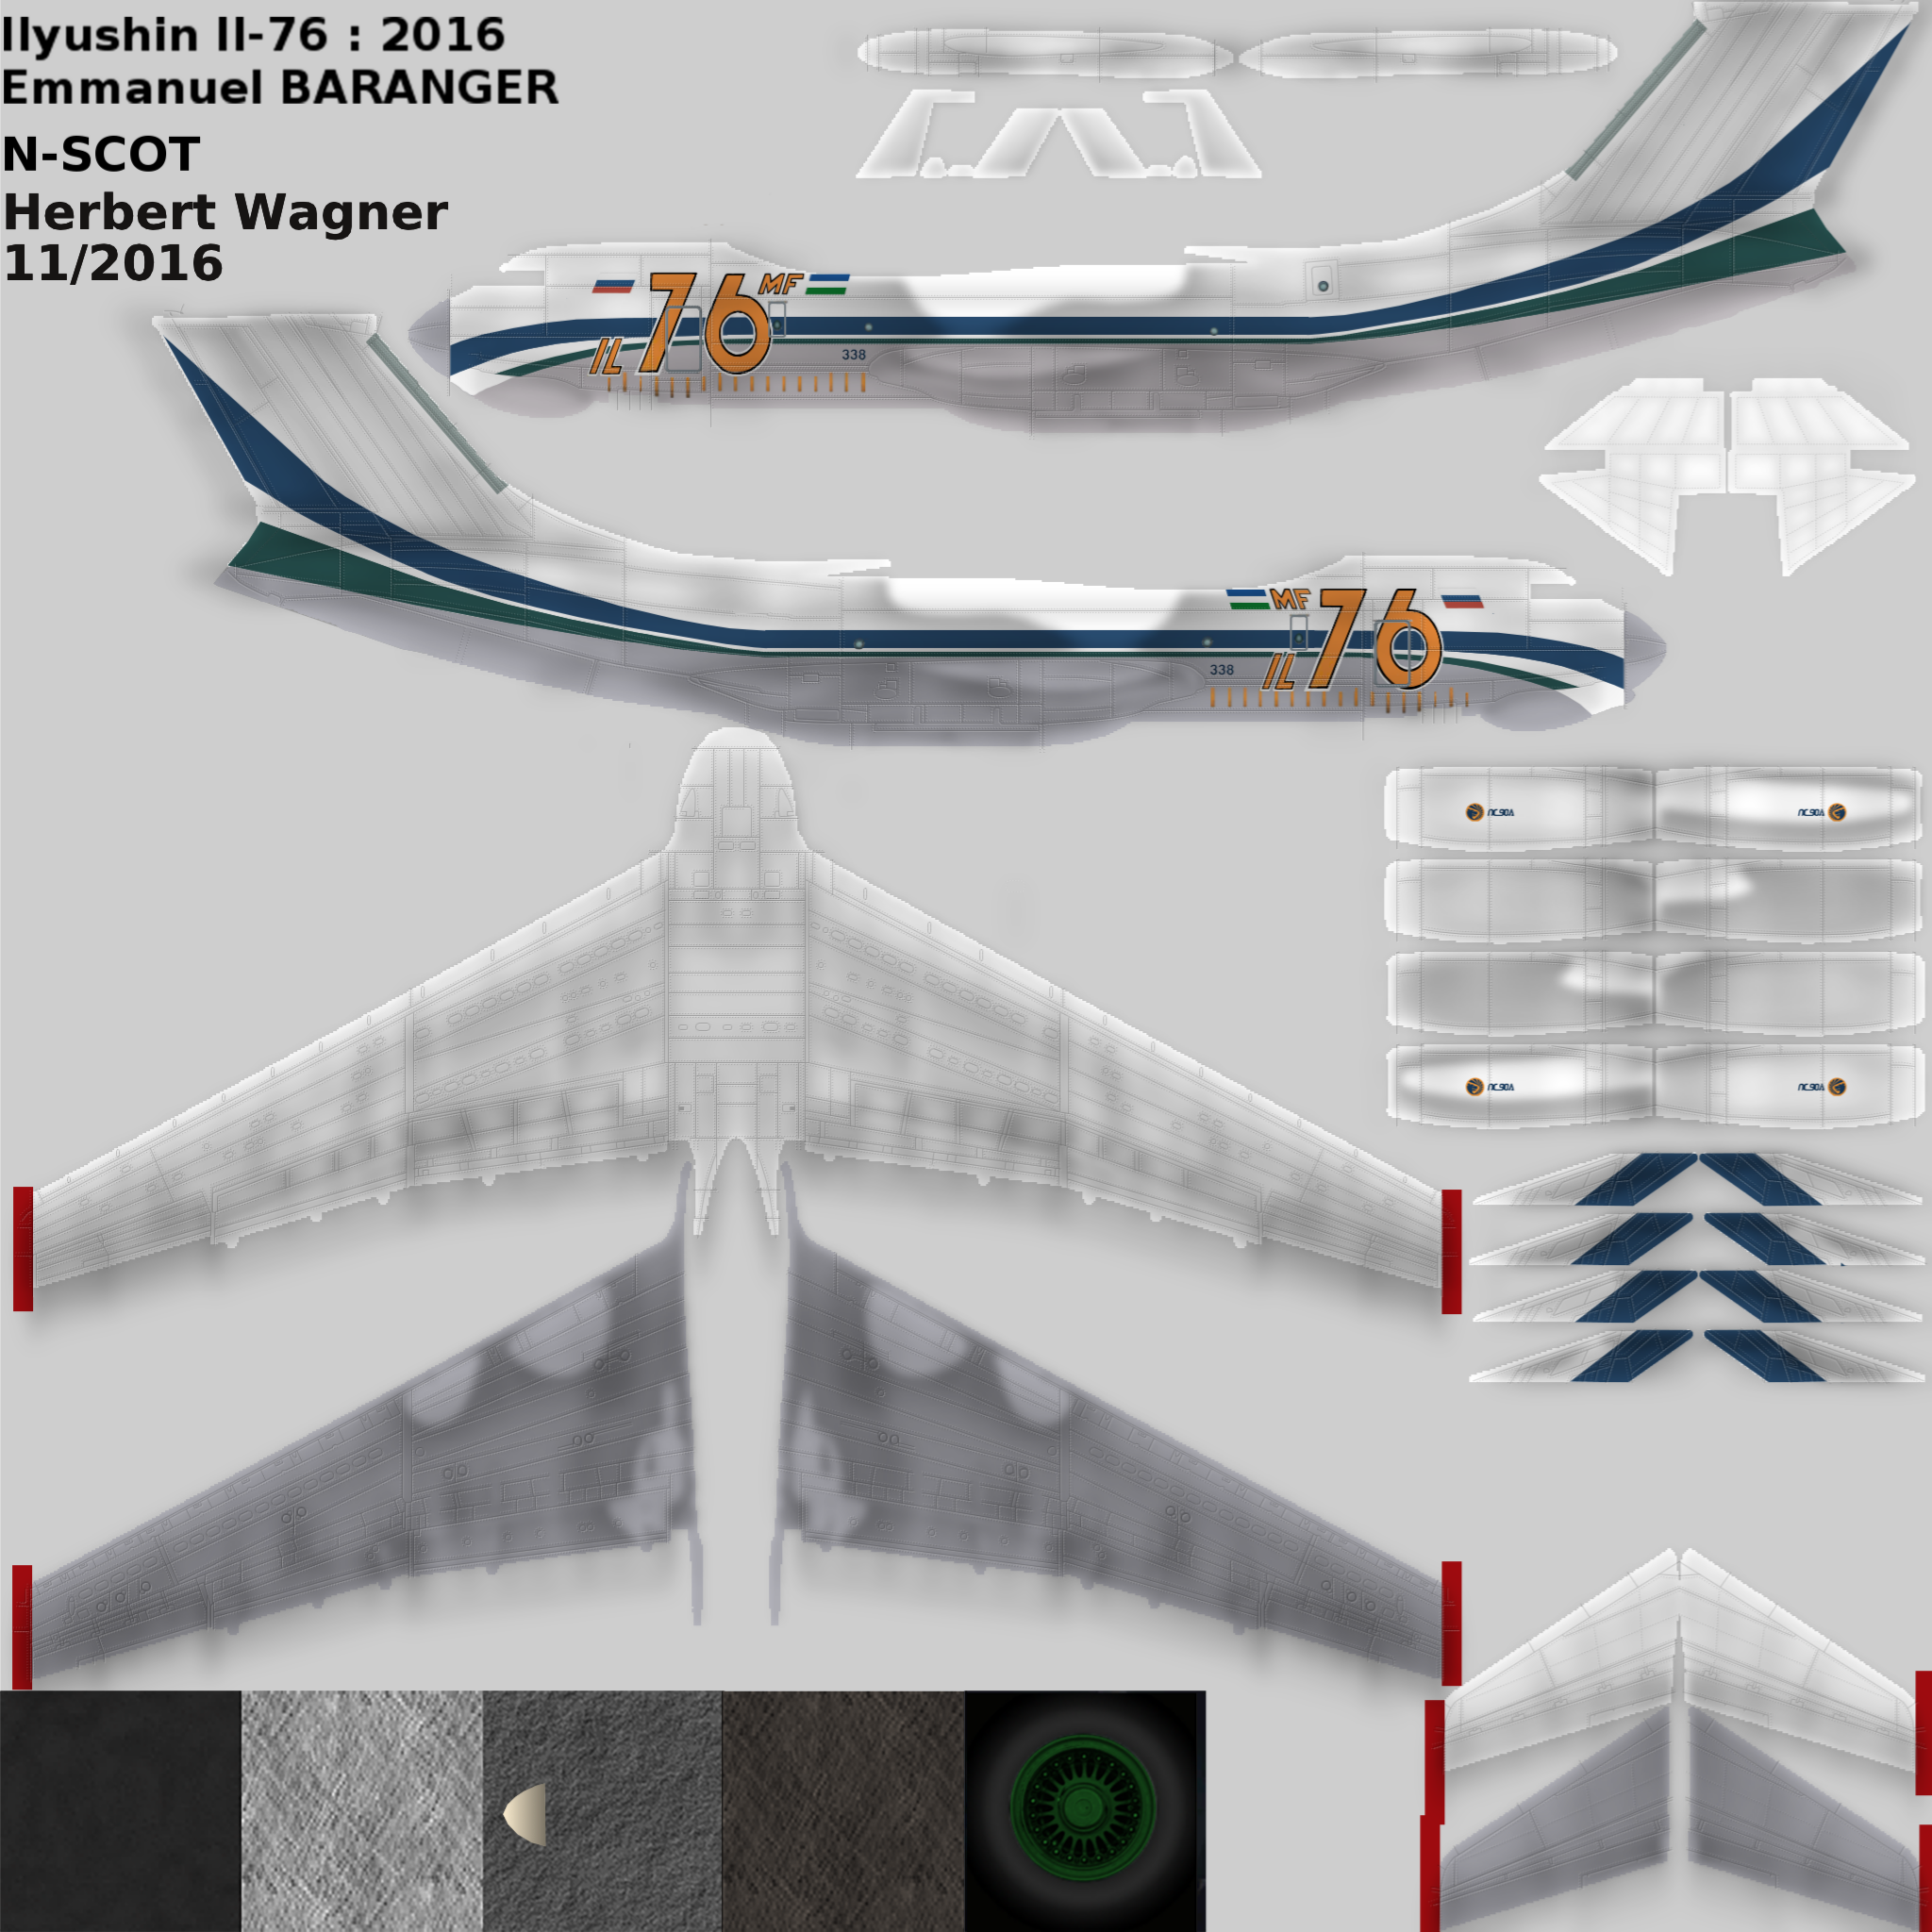 Ilyushin Il-76 : 2016
Emmanuel BARANGER
N-SCOT
Herbert Wagner
11/2016
76 MF
IL
338
MF 76
338 IL